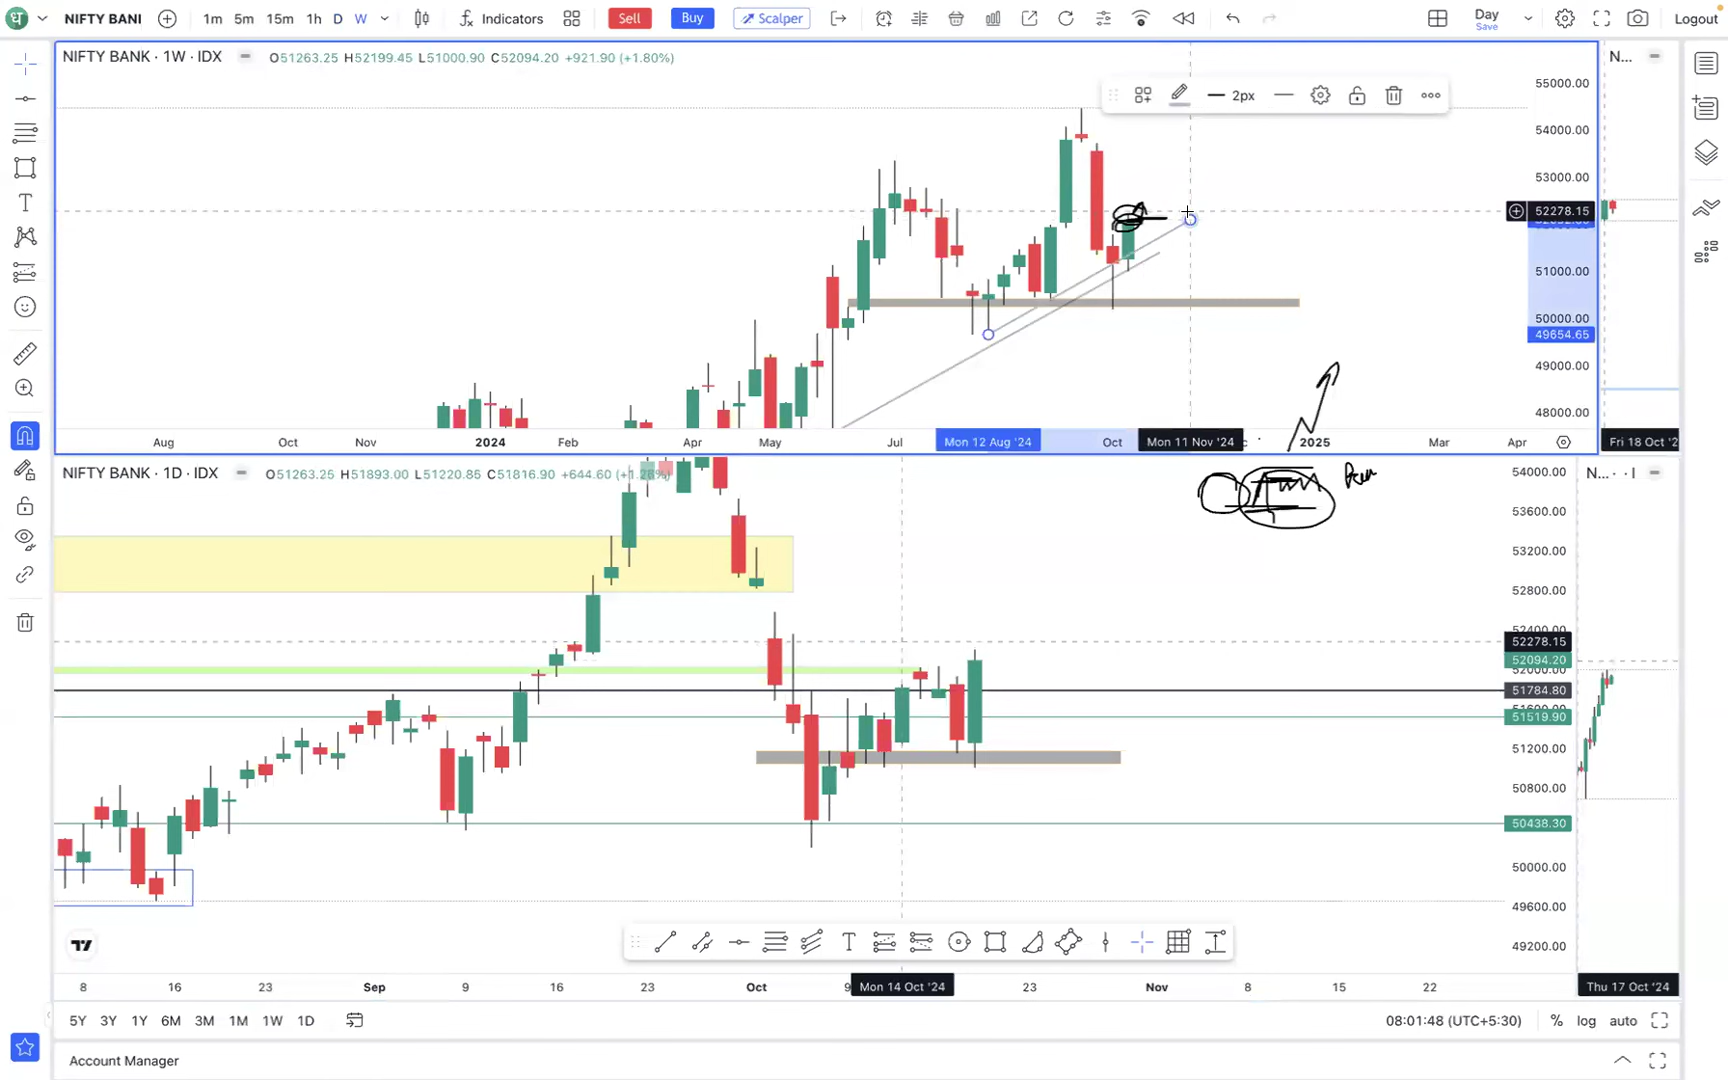 ध NIFTY BANI 1m 5m 15m 1h D W Indicators Sell Buy Scalper Day Save Logout
NIFTY BANK · 1W · IDX O51263.25 H52199.45 L51000.90 C52094.20 +921.90 (+1.80%)
N...
2px
55000.00
54000.00
53000.00
52278.15
51000.00
50000.00
49654.65
49000.00
48000.00
Aug Oct Nov 2024 Feb Apr May Jul Mon 12 Aug '24 Oct Mon 11 Nov '24 2025 Mar Apr Fri 18 Oct '2
NIFTY BANK · 1D · IDX O51263.25 H51893.00 L51220.85 C51816.90 +644.60
N...
54000.00
53600.00
53200.00
52800.00
52400.00
52278.15
52094.20
52000.00
51784.80
51519.90
51200.00
50800.00
50438.30
50000.00
49600.00
49200.00
8 16 23 Sep 9 16 23 Oct Mon 14 Oct '24 23 Nov 8 15 22 Thu 17 Oct '24
5Y 3Y 1Y 6M 3M 1M 1W 1D 08:01:48 (UTC+5:30) % log auto
Account Manager